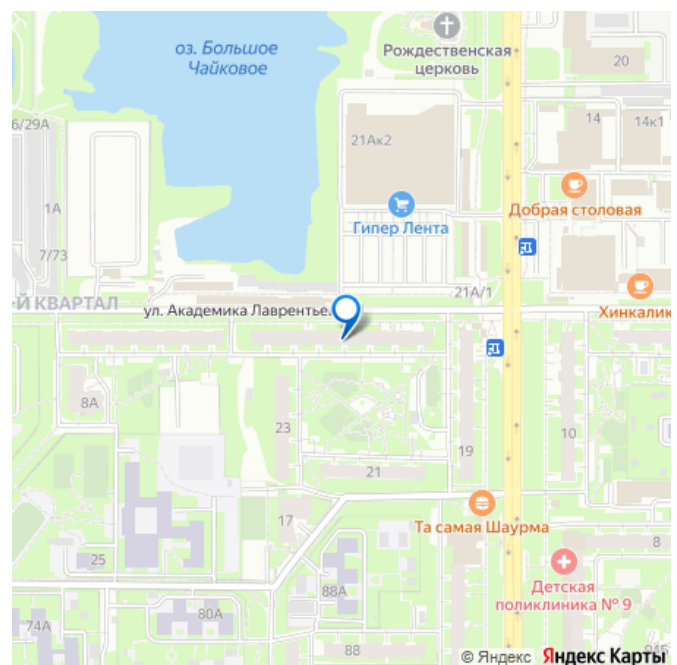 оз. Большое
Чайковое
Рождественская
церковь
20
6/29А
21Ак2
14
14к1
1А
Добрая столовая
Гипер Лента
7/73
21А/1
-Й КВАРТАЛ
ул. Академика Лаврентье.
Хинкалик
8А
23
19
10
21
17
Та самая Шаурма
8
25
88А
Детская
поликлиника № 9
80А
74А
88
© Яндекс Яндекс Карты